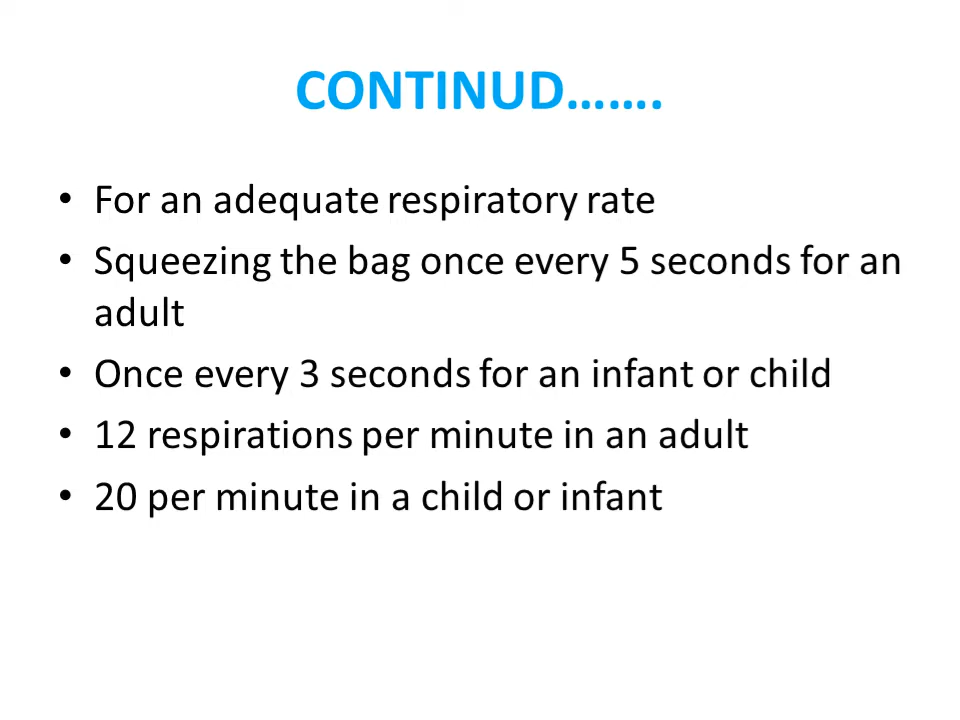 CONTINUD…….
• For an adequate respiratory rate
• Squeezing the bag once every 5 seconds for an
adult
• Once every 3 seconds for an infant or child
• 12 respirations per minute in an adult
• 20 per minute in a child or infant